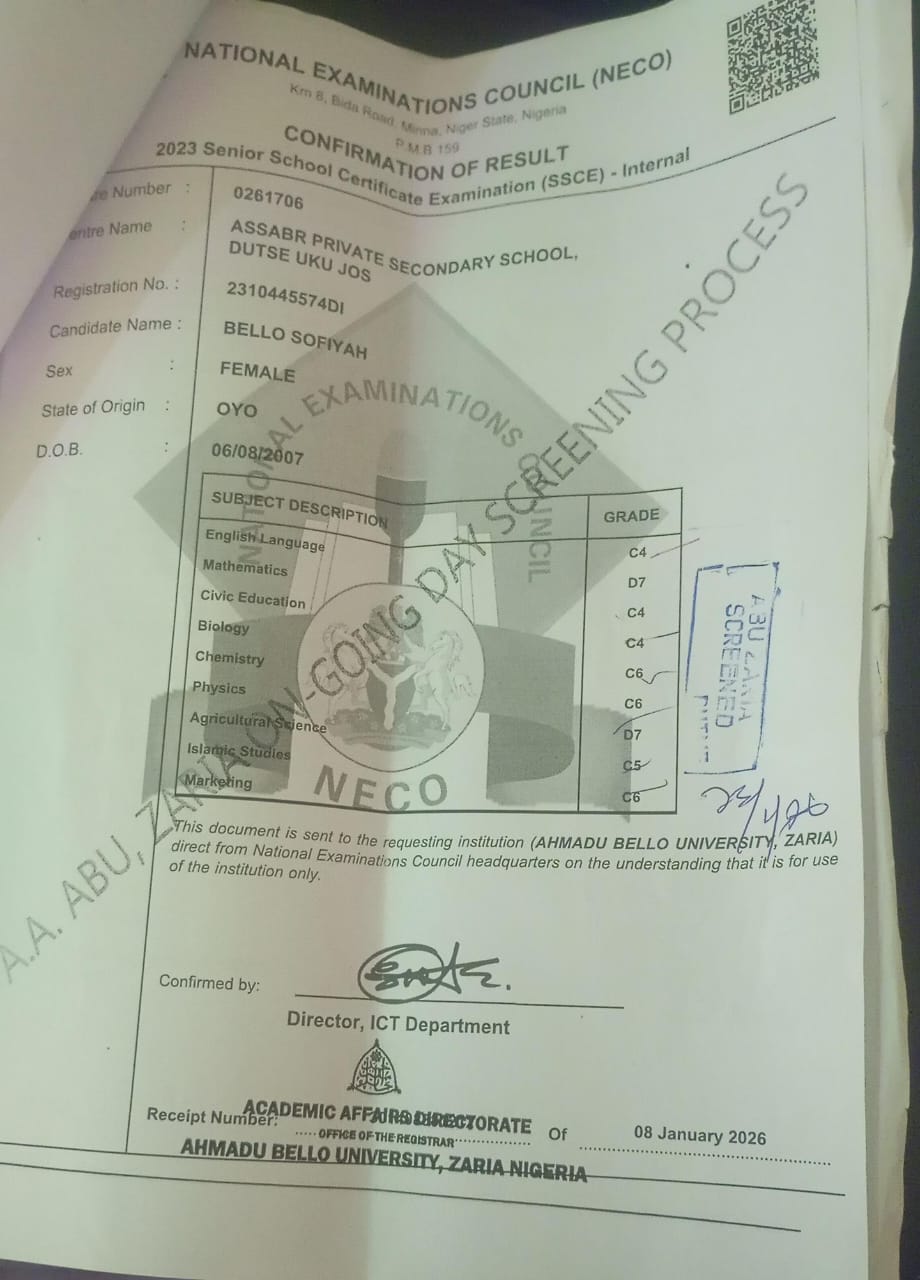 NATIONAL EXAMINATIONS COUNCIL (NECO)
Km 8, Bida Road, Minna, Niger State, Nigeria
P.M.B 159
CONFIRMATION OF RESULT
2023 Senior School Certificate Examination (SSCE) - Internal
Number : 0261706
Name : ASSABR PRIVATE SECONDARY SCHOOL,
DUTSE UKU JOS
Registration No. : 2310445574DI
Candidate Name : BELLO SOFIYAH
Sex : FEMALE
State of Origin : OYO
D.O.B. : 06/08/2007
NATIONAL EXAMINATIONS COUNCIL
NECO
A.A. ABU, ZARIA ON-GOING DAY SCREENING PROCESS
SUBJECT DESCRIPTION GRADE
English Language C4
Mathematics D7
Civic Education C4
Biology C4
Chemistry C6
Physics C6
Agricultural Science D7
Islamic Studies C5
Marketing C6
ABU ZARIA
SCREENED
This document is sent to the requesting institution (AHMADU BELLO UNIVERSITY, ZARIA)
direct from National Examinations Council headquarters on the understanding that it is for use
of the institution only.
Confirmed by:
Director, ICT Department
ACADEMIC AFFAIRS DIRECTORATE
Receipt Number: Of 08 January 2026
OFFICE OF THE REGISTRAR
AHMADU BELLO UNIVERSITY, ZARIA NIGERIA